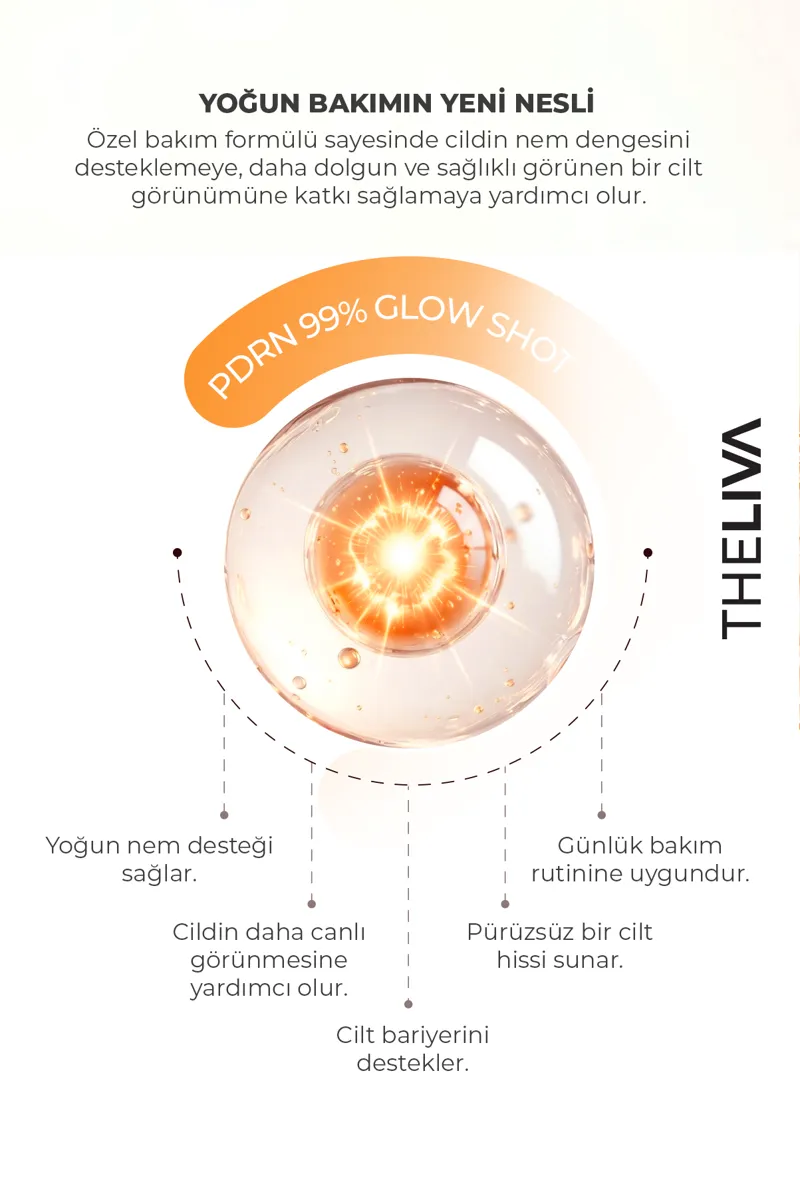 YOĞUN BAKIMIN YENİ NESLİ
Özel bakım formülü sayesinde cildin nem dengesini
desteklemeye, daha dolgun ve sağlıklı görünen bir cilt
görünümüne katkı sağlamaya yardımcı olur.
PDRN 99% GLOW SHOT
THELIVA
Yoğun nem desteği
sağlar.
Cildin daha canlı
görünmesine
yardımcı olur.
Cilt bariyerini
destekler.
Pürüzsüz bir cilt
hissi sunar.
Günlük bakım
rutinine uygundur.